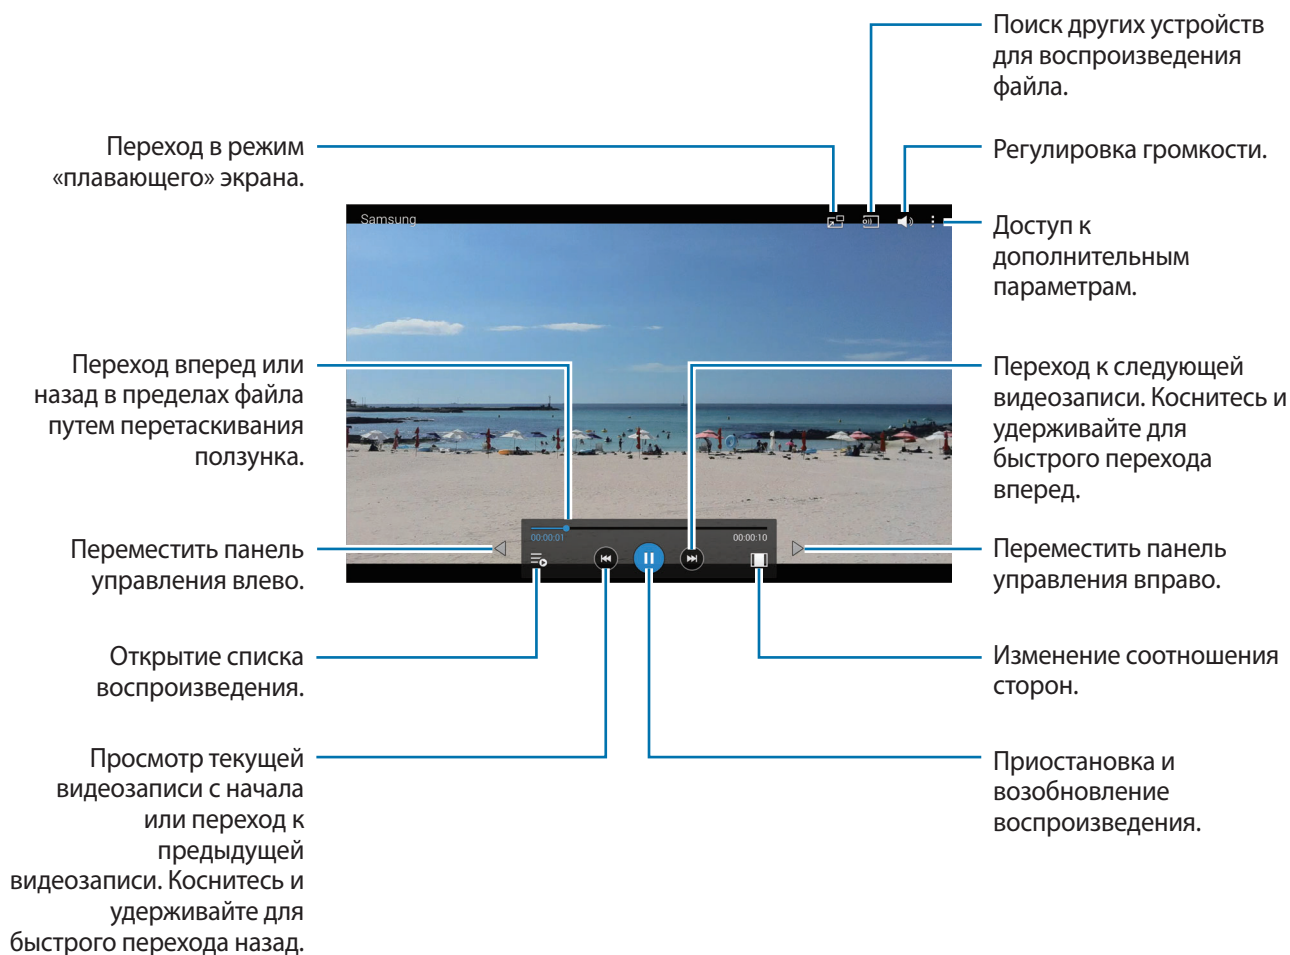 Поиск других устройств
для воспроизведения
файла.
Переход в режим
«плавающего» экрана.
Регулировка громкости.
Samsung
Доступ к
дополнительным
параметрам.
Переход вперед или
назад в пределах файла
путем перетаскивания
ползунка.
Переход к следующей
видеозаписи. Коснитесь и
удерживайте для
быстрого перехода
вперед.
00:00:01
00:00:10
Переместить панель
управления влево.
Переместить панель
управления вправо.
Открытие списка
воспроизведения.
Изменение соотношения
сторон.
Просмотр текущей
видеозаписи с начала
или переход к
предыдущей
видеозаписи. Коснитесь и
удерживайте для
быстрого перехода назад.
Приостановка и
возобновление
воспроизведения.